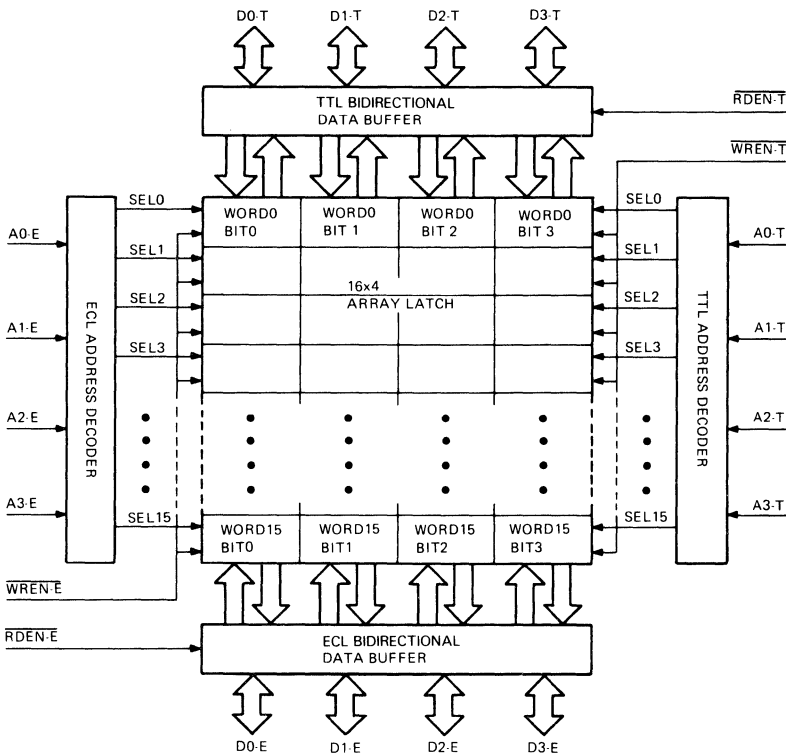 D0-T D1-T D2-T D3-T
TTL BIDIRECTIONAL
DATA BUFFER
RDEN-T
WREN-T
SEL0
WORD0
BIT0
WORD0
BIT 1
WORD0
BIT 2
WORD0
BIT 3
SEL0
A0-E
SEL1
SEL1
A0-T
16x4
ARRAY LATCH
SEL2
SEL2
A1-E
SEL3
SEL3
A1-T
ECL ADDRESS DECODER
TTL ADDRESS DECODER
A2-E
A2-T
A3-E
A3-T
SEL15
WORD15
BIT0
WORD15
BIT1
WORD15
BIT2
WORD15
BIT3
SEL15
WREN-E
RDEN-E
ECL BIDIRECTIONAL
DATA BUFFER
D0-E D1-E D2-E D3-E